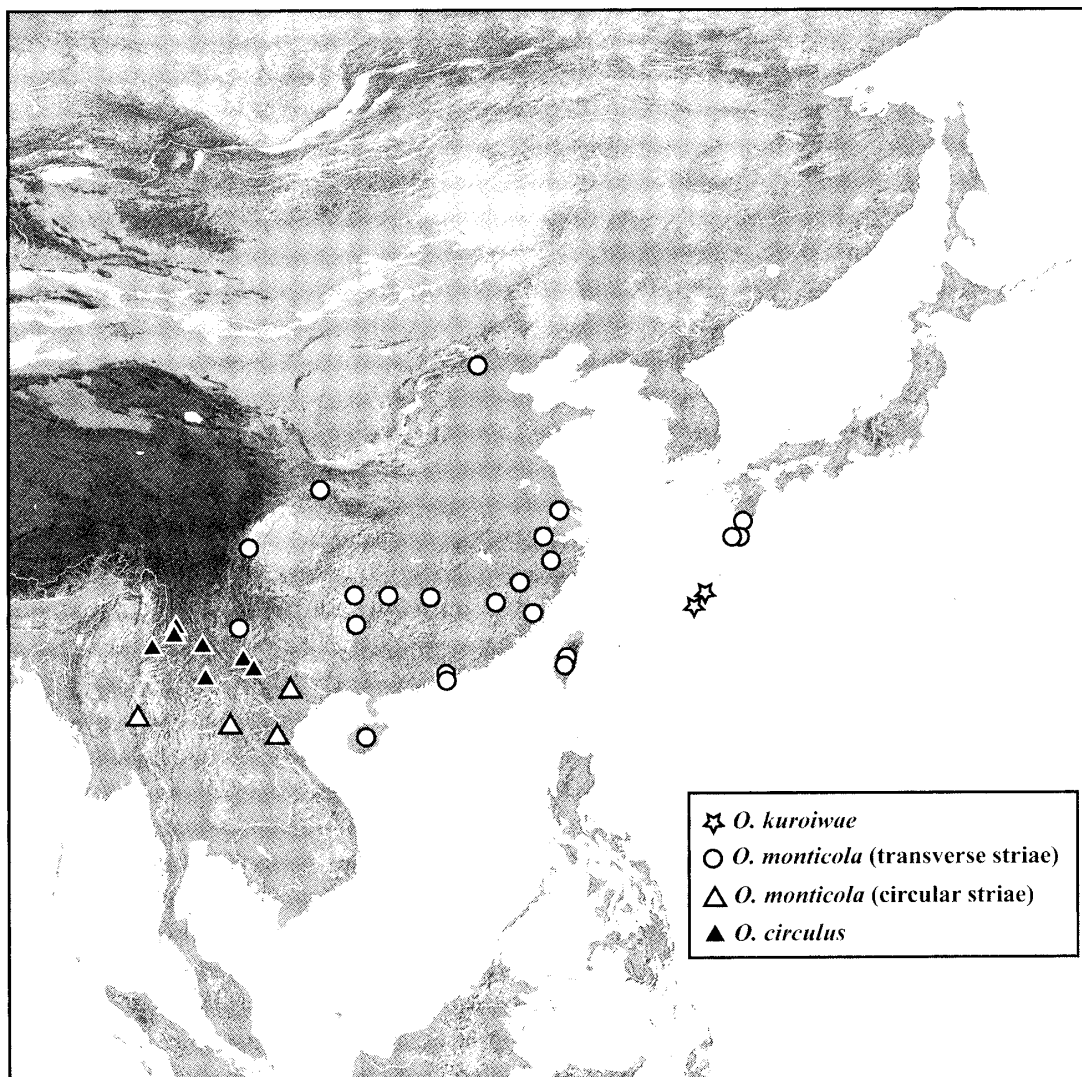 O. kuroiwae
O. monticola (transverse striae)
O. monticola (circular striae)
O. circulus